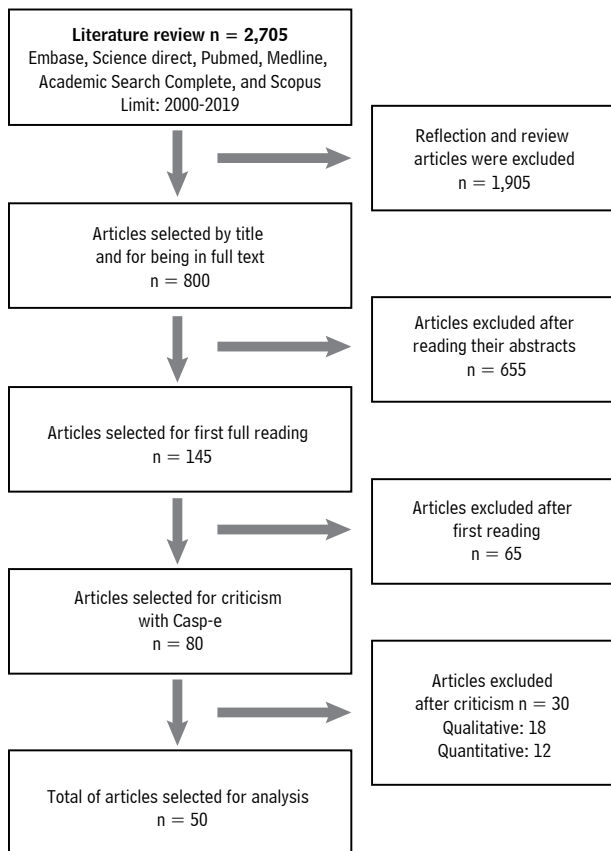 Literature review n = 2,705
Embase, Science direct, Pubmed, Medline,
Academic Search Complete, and Scopus
Limit: 2000-2019
Reflection and review
articles were excluded
n = 1,905
Articles selected by title
and for being in full text
n = 800
Articles excluded after
reading their abstracts
n = 655
Articles selected for first full reading
n = 145
Articles excluded after
first reading
n = 65
Articles selected for criticism
with Casp-e
n = 80
Articles excluded
after criticism n = 30
Qualitative: 18
Quantitative: 12
Total of articles selected for analysis
n = 50